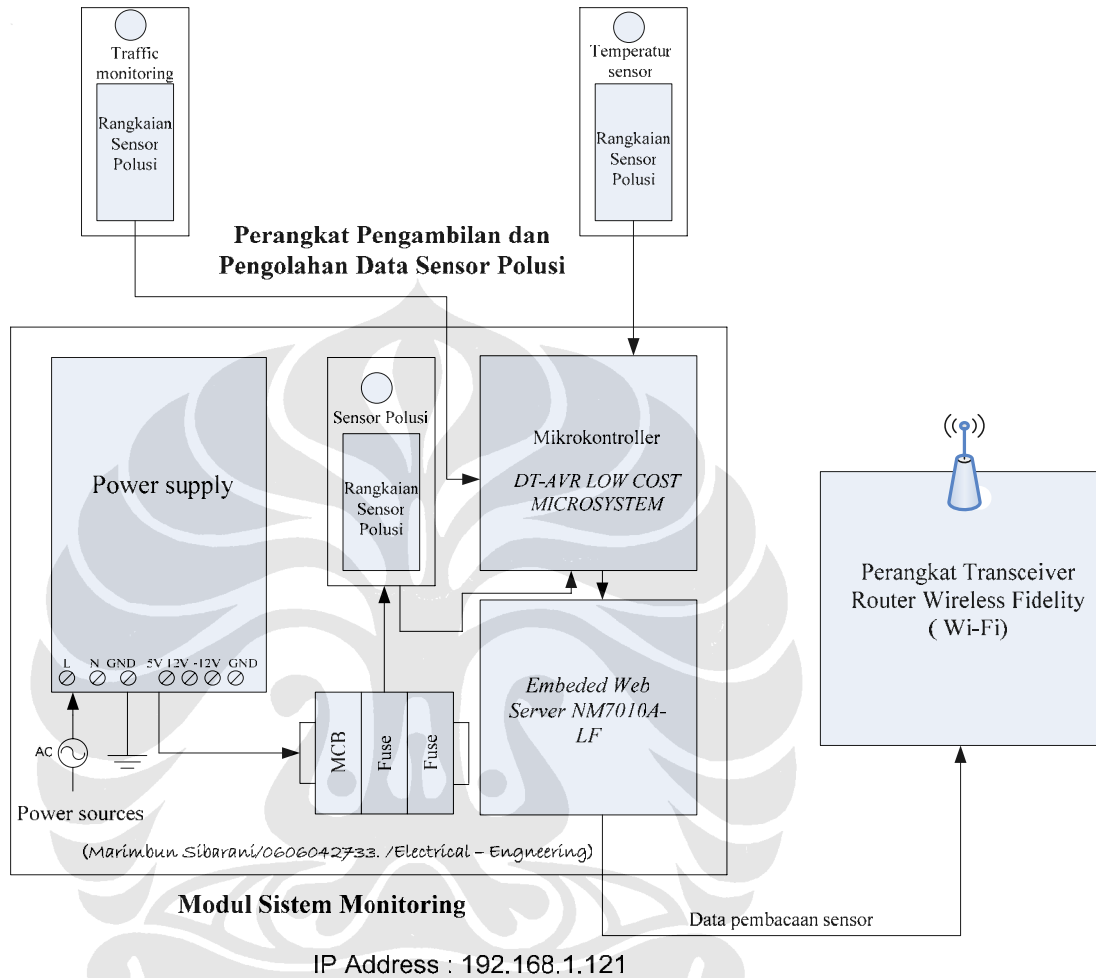 Traffic
monitoring
Rangkaian
Sensor
Polusi
Temperatur
sensor
Rangkaian
Sensor
Polusi
Perangkat Pengambilan dan
Pengolahan Data Sensor Polusi
Power supply
L N GND 5V 12V -12V GND
AC
Power sources
Sensor Polusi
Rangkaian
Sensor
Polusi
MCB
Fuse
Fuse
Mikrokontroller
DT-AVR LOW COST
MICROSYSTEM
Embeded Web
Server NM7010A-
LF
Perangkat Transceiver
Router Wireless Fidelity
( Wi-Fi)
(Marimbun Sibarani/0606042733. /Electrical – Engneering)
Modul Sistem Monitoring
Data pembacaan sensor
IP Address : 192.168.1.121